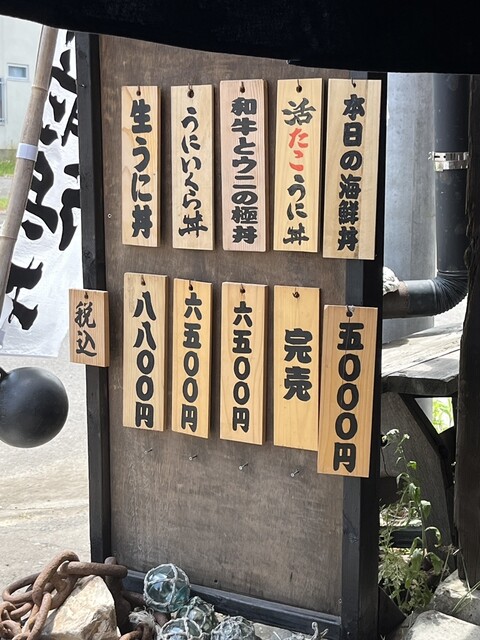 本日の海鮮丼
活たこうに丼
和牛とウニの極丼
うにいくら丼
生うに丼
五000円
完売
六五00円
六五00円
八八00円
税込